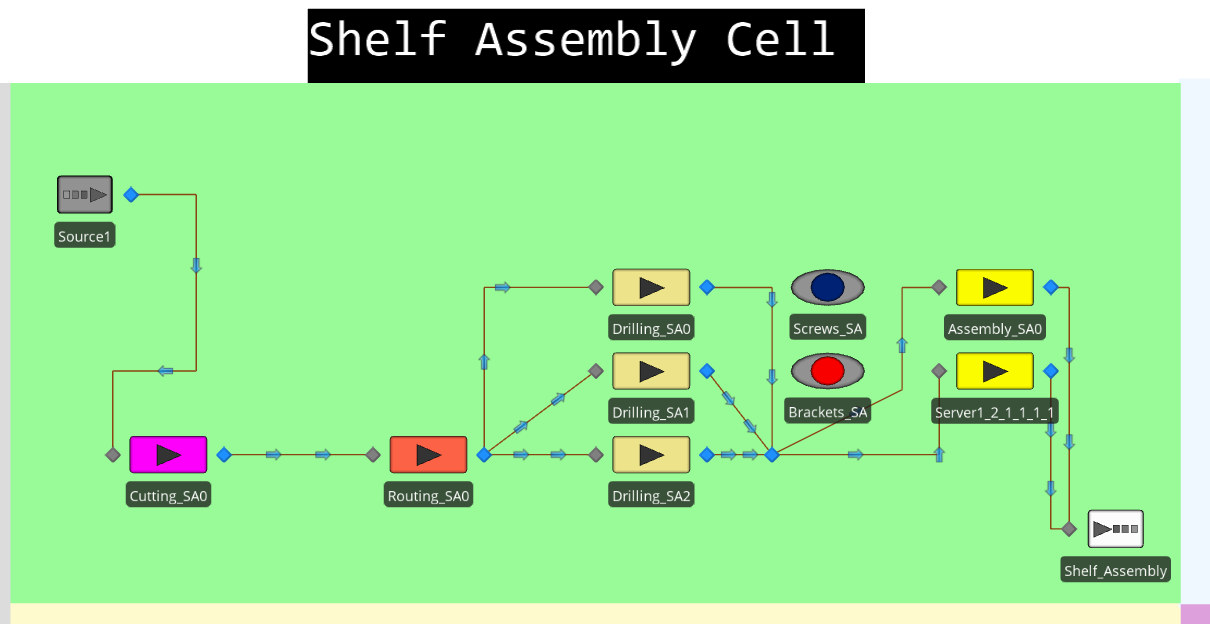 Shelf Assembly Cell
Source1
Drilling_SA0
Screws_SA
Assembly_SA0
Drilling_SA1
Brackets_SA
Server1_2_1_1_1_1
Cutting_SA0
Routing_SA0
Drilling_SA2
Shelf_Assembly